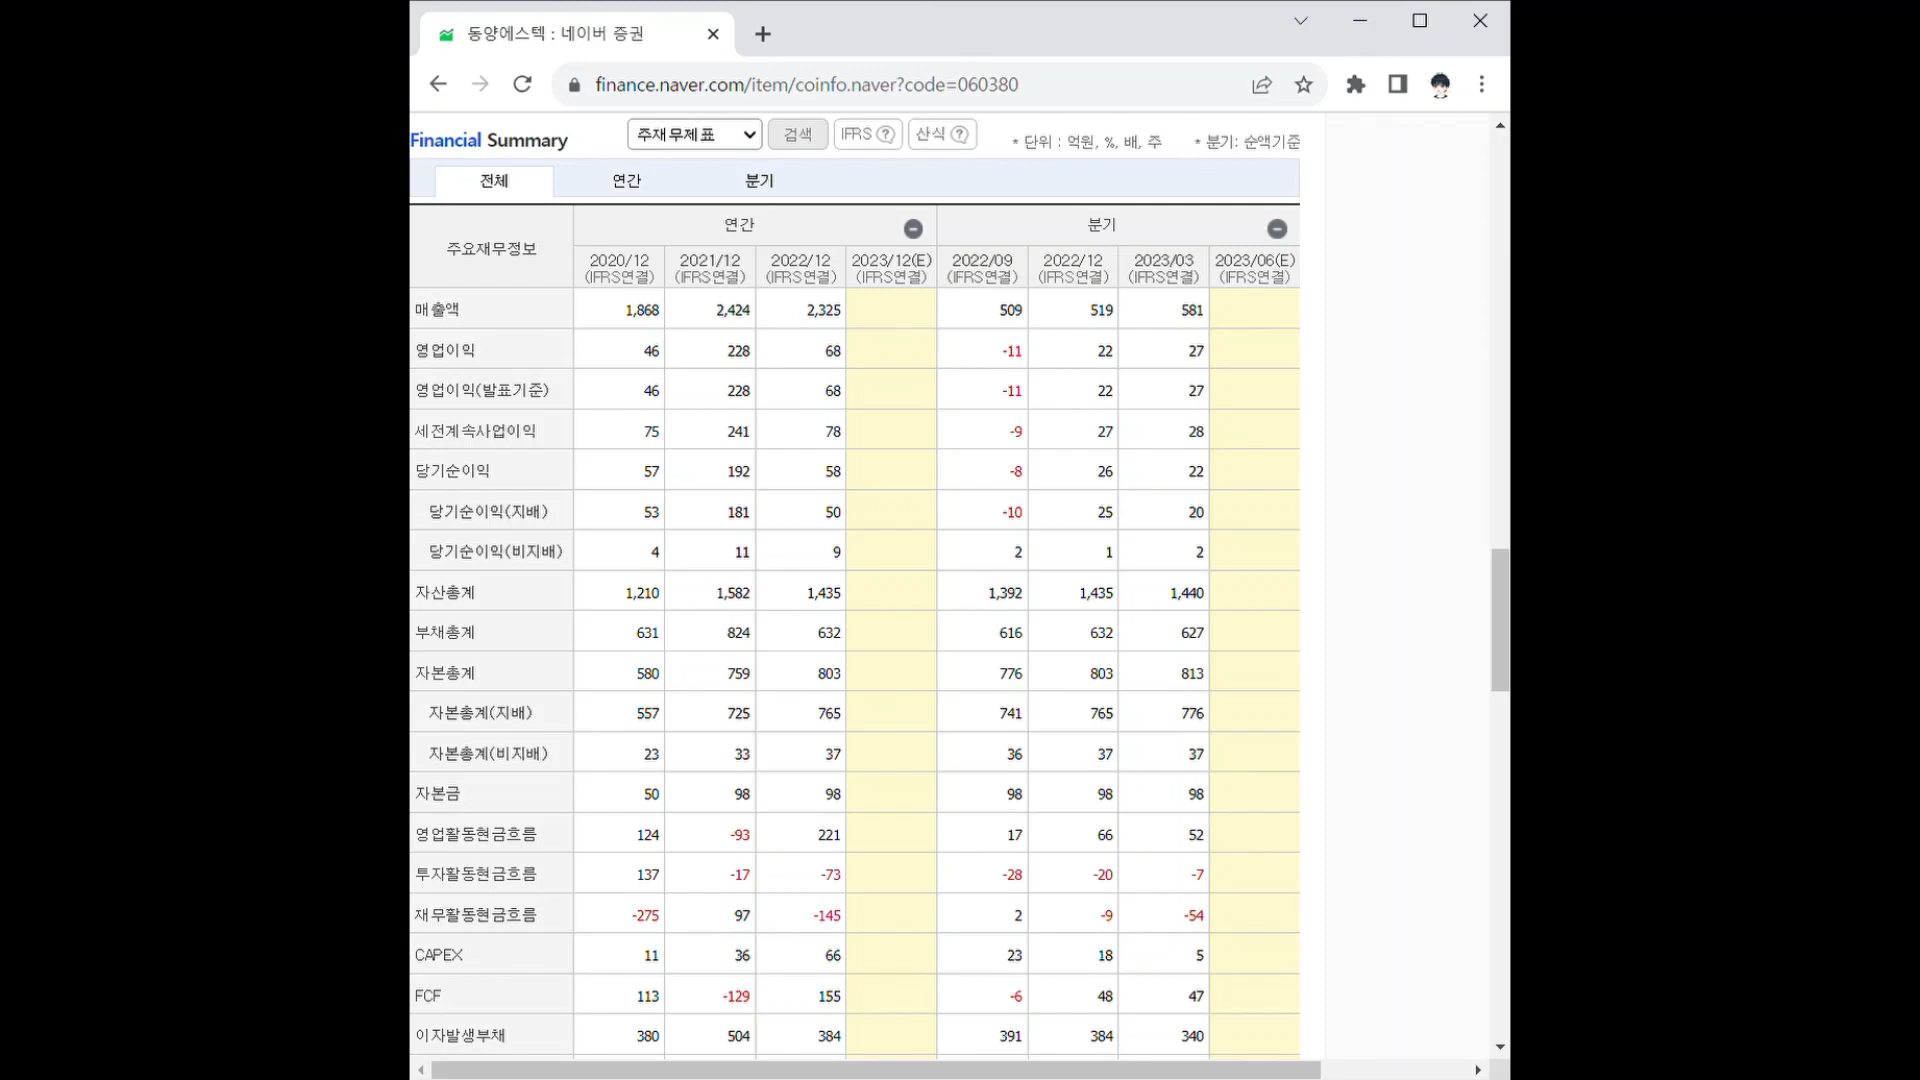 동양에스텍 : 네이버 증권
finance.naver.com/item/coinfo.naver?code=060380
Financial Summary 주재무제표 검색 IFRS ? 산식 ? * 단위 : 억원, %, 배, 주 * 분기: 순액기준
전체 연간 분기
주요재무정보 연간 분기
2020/12 2021/12 2022/12 2023/12(E) 2022/09 2022/12 2023/03 2023/06(E)
(IFRS연결) (IFRS연결) (IFRS연결) (IFRS연결) (IFRS연결) (IFRS연결) (IFRS연결) (IFRS연결)
매출액 1,868 2,424 2,325 509 519 581
영업이익 46 228 68 -11 22 27
영업이익(발표기준) 46 228 68 -11 22 27
세전계속사업이익 75 241 78 -9 27 28
당기순이익 57 192 58 -8 26 22
당기순이익(지배) 53 181 50 -10 25 20
당기순이익(비지배) 4 11 9 2 1 2
자산총계 1,210 1,582 1,435 1,392 1,435 1,440
부채총계 631 824 632 616 632 627
자본총계 580 759 803 776 803 813
자본총계(지배) 557 725 765 741 765 776
자본총계(비지배) 23 33 37 36 37 37
자본금 50 98 98 98 98 98
영업활동현금흐름 124 -93 221 17 66 52
투자활동현금흐름 137 -17 -73 -28 -20 -7
재무활동현금흐름 -275 97 -145 2 -9 -54
CAPEX 11 36 66 23 18 5
FCF 113 -129 155 -6 48 47
이자발생부채 380 504 384 391 384 340